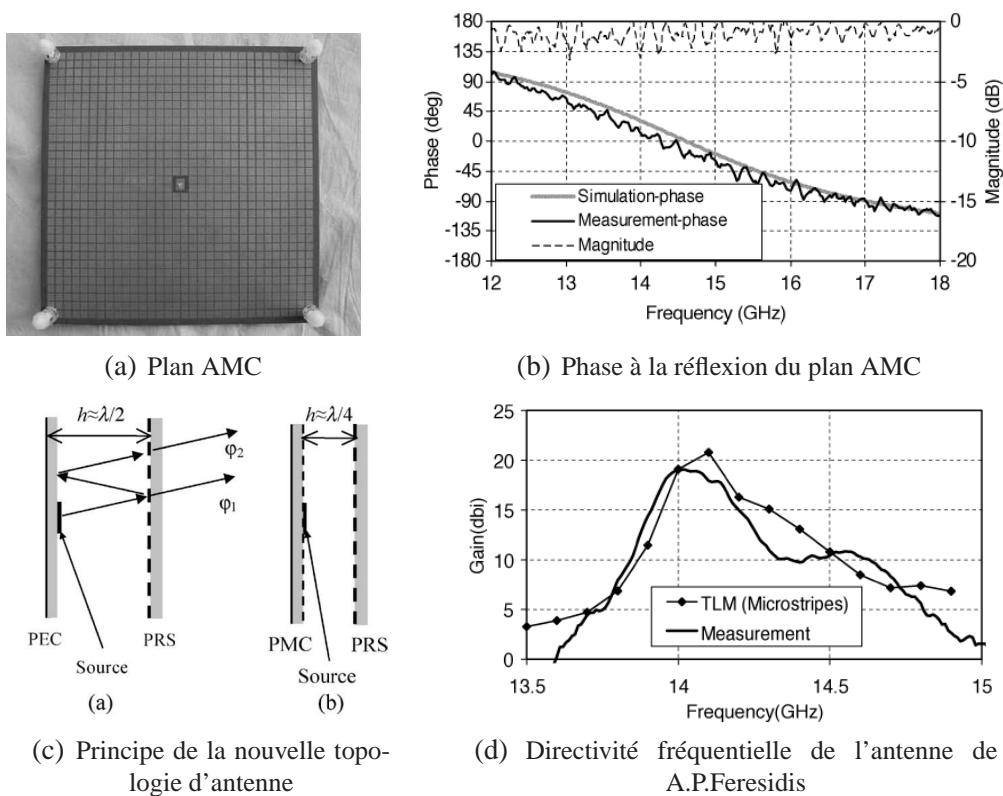 180
135
90
45
0
-45
-90
-135
-180
Phase (deg)
0
-5
-10
-15
-20
Magnitude (dB)
Simulation-phase
Measurement-phase
Magnitude
12 13 14 15 16 17 18
Frequency (GHz)
(a) Plan AMC
(b) Phase à la réflexion du plan AMC
h≈λ/2
φ2
φ1
PEC PRS
Source
(a)
h≈λ/4
PMC PRS
Source
(b)
25
20
15
10
5
0
Gain(dbi)
TLM (Microstripes)
Measurement
13.5 14 14.5 15
Frequency(GHz)
(c) Principe de la nouvelle topo-
logie d'antenne
(d) Directivité fréquentielle de l'antenne de
A.P.Feresidis